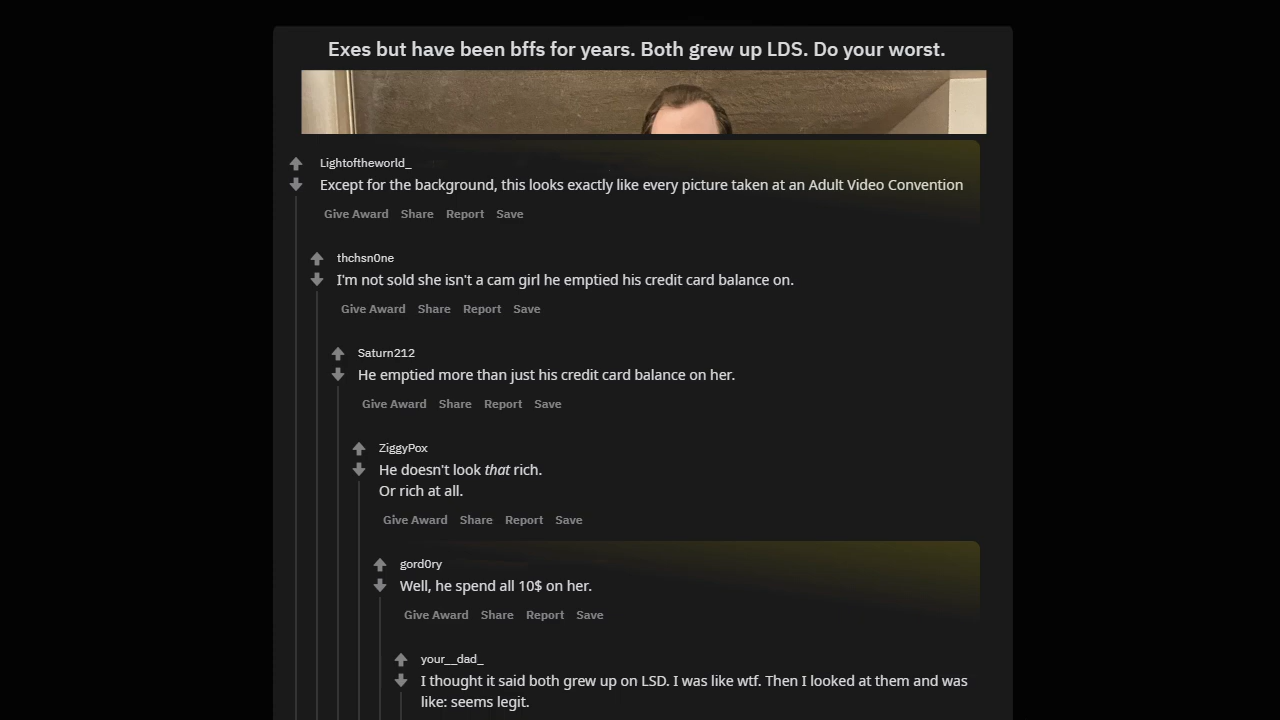 Exes but have been bffs for years. Both grew up LDS. Do your worst.
Lightoftheworld_
Except for the background, this looks exactly like every picture taken at an Adult Video Convention
Give Award Share Report Save
thchsn0ne
I'm not sold she isn't a cam girl he emptied his credit card balance on.
Give Award Share Report Save
Saturn212
He emptied more than just his credit card balance on her.
Give Award Share Report Save
ZiggyPox
He doesn't look that rich.
Or rich at all.
Give Award Share Report Save
gord0ry
Well, he spend all 10$ on her.
Give Award Share Report Save
your__dad_
I thought it said both grew up on LSD. I was like wtf. Then I looked at them and was
like: seems legit.